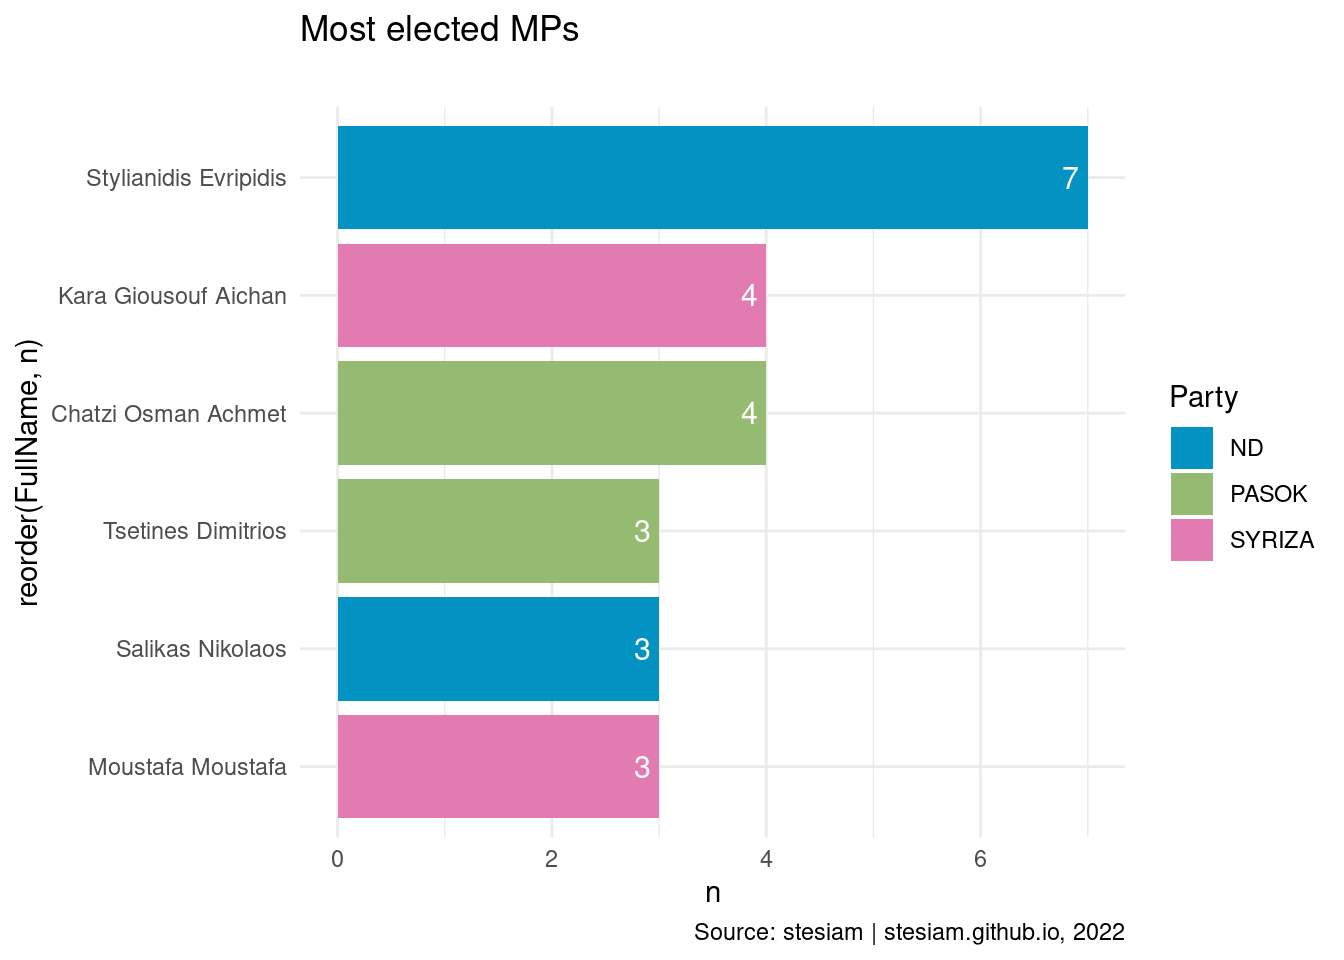 Most elected MPs
reorder(FullName, n)
Stylianidis Evripidis
7
Kara Giousouf Aichan
4
Chatzi Osman Achmet
4
Tsetines Dimitrios
3
Salikas Nikolaos
3
Moustafa Moustafa
3
0 2 4 6
n
Party
ND
PASOK
SYRIZA
Source: stesiam | stesiam.github.io, 2022